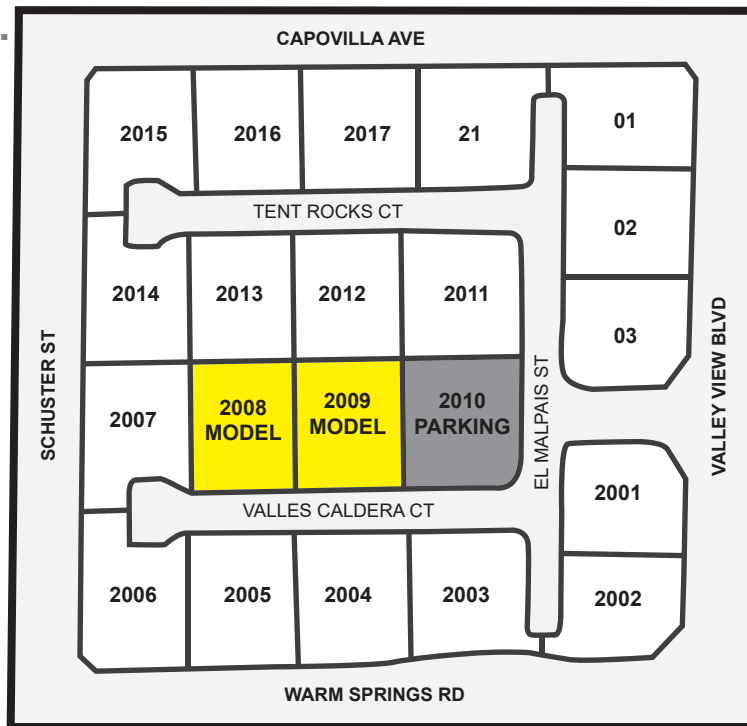 CAPOVILLA AVE
2015
2016
2017
21
01
TENT ROCKS CT
02
2014
2013
2012
2011
03
SCHUSTER ST
VALLEY VIEW BLVD
EL MALPAIS ST
2007
2008
MODEL
2009
MODEL
2010
PARKING
2001
VALLES CALDERA CT
2006
2005
2004
2003
2002
WARM SPRINGS RD